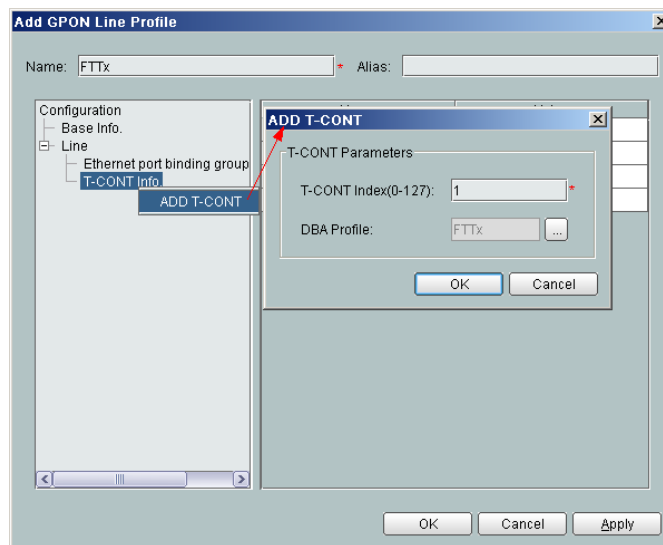 Add GPON Line Profile
Name: FTTx * Alias:
Configuration
Base Info.
Line
Ethernet port binding group
T-CONT Info.
ADD T-CONT
ADD T-CONT
T-CONT Parameters
T-CONT Index(0-127): 1 *
DBA Profile: FTTx ...
OK Cancel
OK Cancel Apply